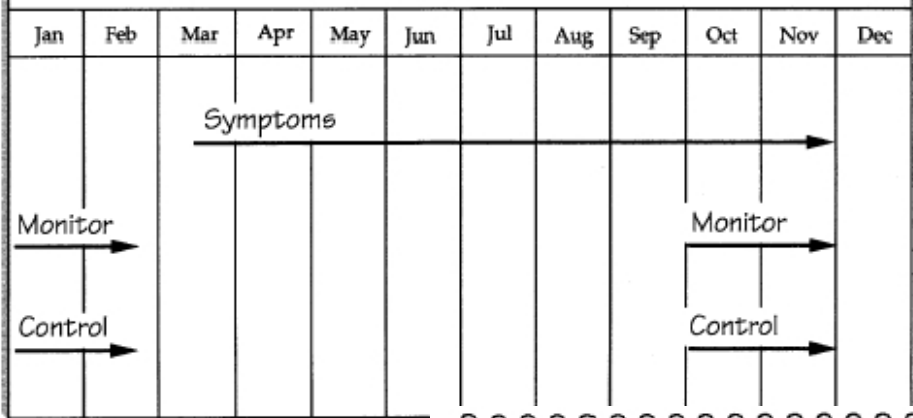 Jan Feb Mar Apr May Jun Jul Aug Sep Oct Nov Dec
Symptoms
Monitor Monitor
Control Control